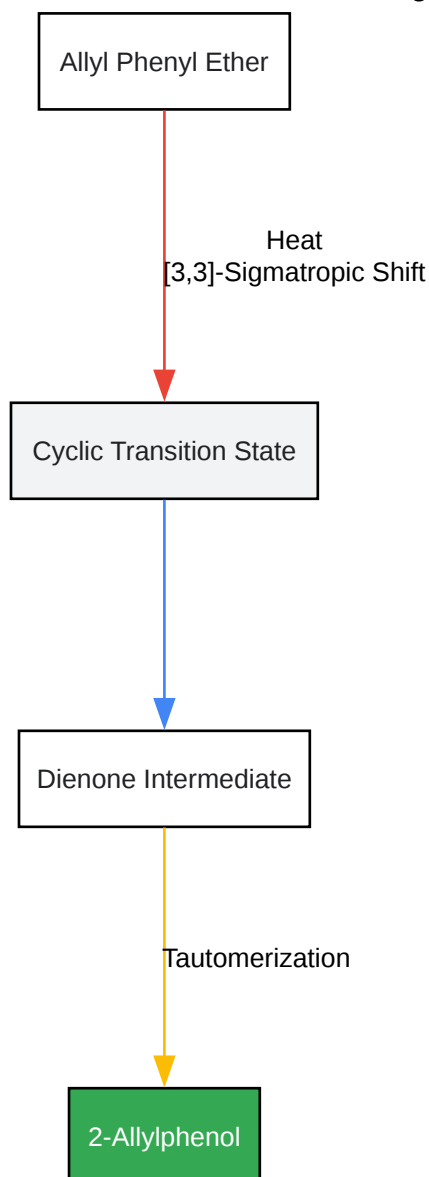 Allyl Phenyl Ether
Heat
[3,3]-Sigmatropic Shift
Cyclic Transition State
Dienone Intermediate
Tautomerization
2-Allylphenol